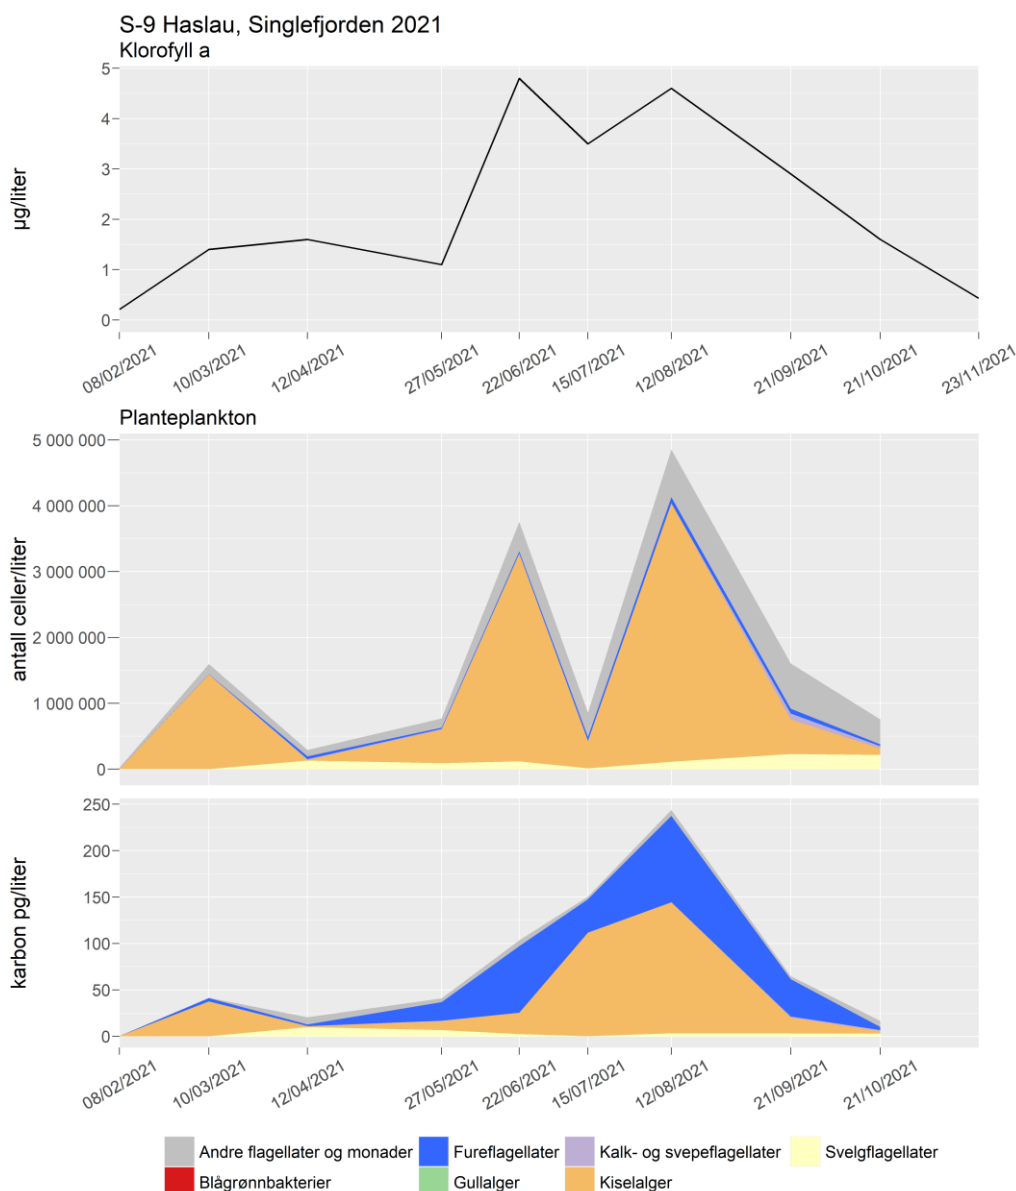 S-9 Haslau, Singlefjorden 2021
Klorofyll a
µg/liter
5
4
3
2
1
0
08/02/2021 10/03/2021 12/04/2021 27/05/2021 22/06/2021 15/07/2021 12/08/2021 21/09/2021 21/10/2021 23/11/2021
Planteplankton
antall celler/liter
5 000 000
4 000 000
3 000 000
2 000 000
1 000 000
0
karbon pg/liter
250
200
150
100
50
0
08/02/2021 10/03/2021 12/04/2021 27/05/2021 22/06/2021 15/07/2021 12/08/2021 21/09/2021 21/10/2021
Andre flagellater og monader Fureflagellater Kalk- og svepeflagellater Svelgflagellater
Blågrønnbakterier Gullalger Kiselalger